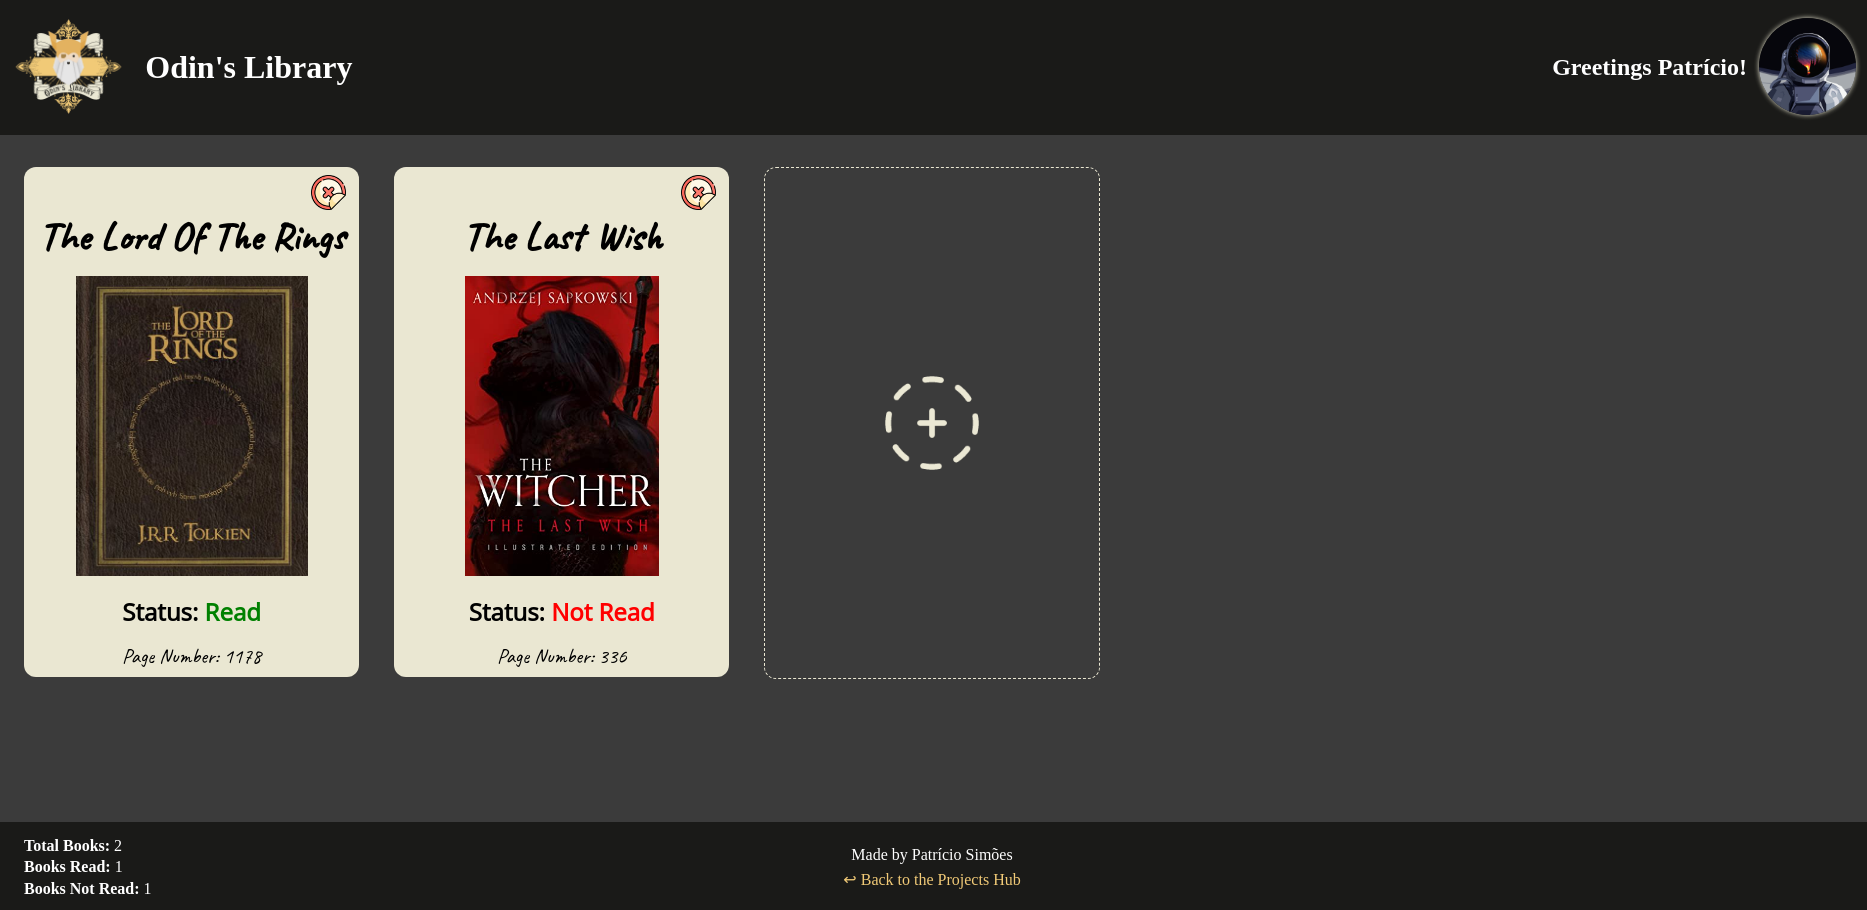 ODIN'S LIBRARY
Odin's Library
Greetings Patrício!
The Lord Of The Rings
THE LORD
OF THE
RINGS
J.R.R. TOLKIEN
Status: Read
Page Number: 1178
The Last Wish
ANDRZEJ SAPKOWSKI
THE
WITCHER
THE LAST WISH
ILLUSTRATED EDITION
Status: Not Read
Page Number: 336
Total Books: 2
Books Read: 1
Books Not Read: 1
Made by Patrício Simões
↩ Back to the Projects Hub